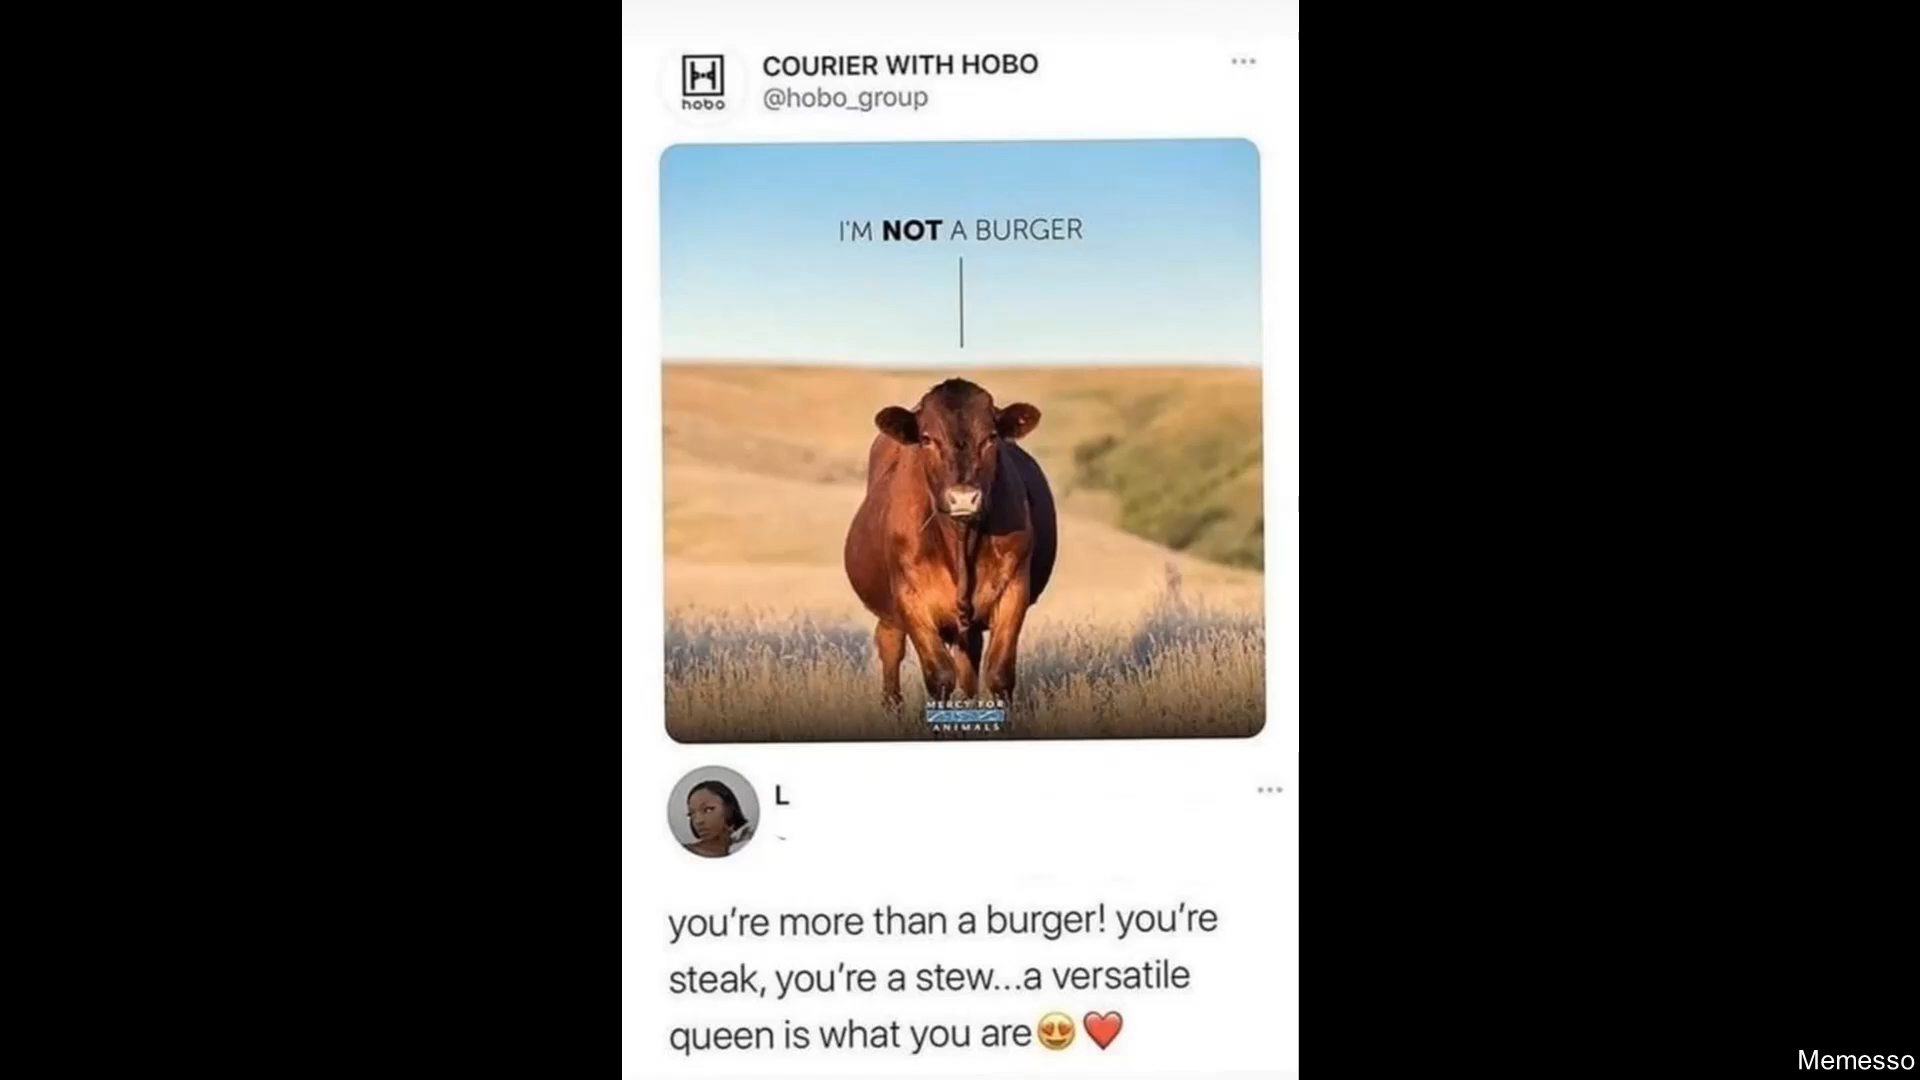 COURIER WITH HOBO
hobo
@hobo_group
I'M NOT A BURGER
MERCY FOR
ANIMALS
L
you're more than a burger! you're
steak, you're a stew...a versatile
queen is what you are😍❤️
Memesso